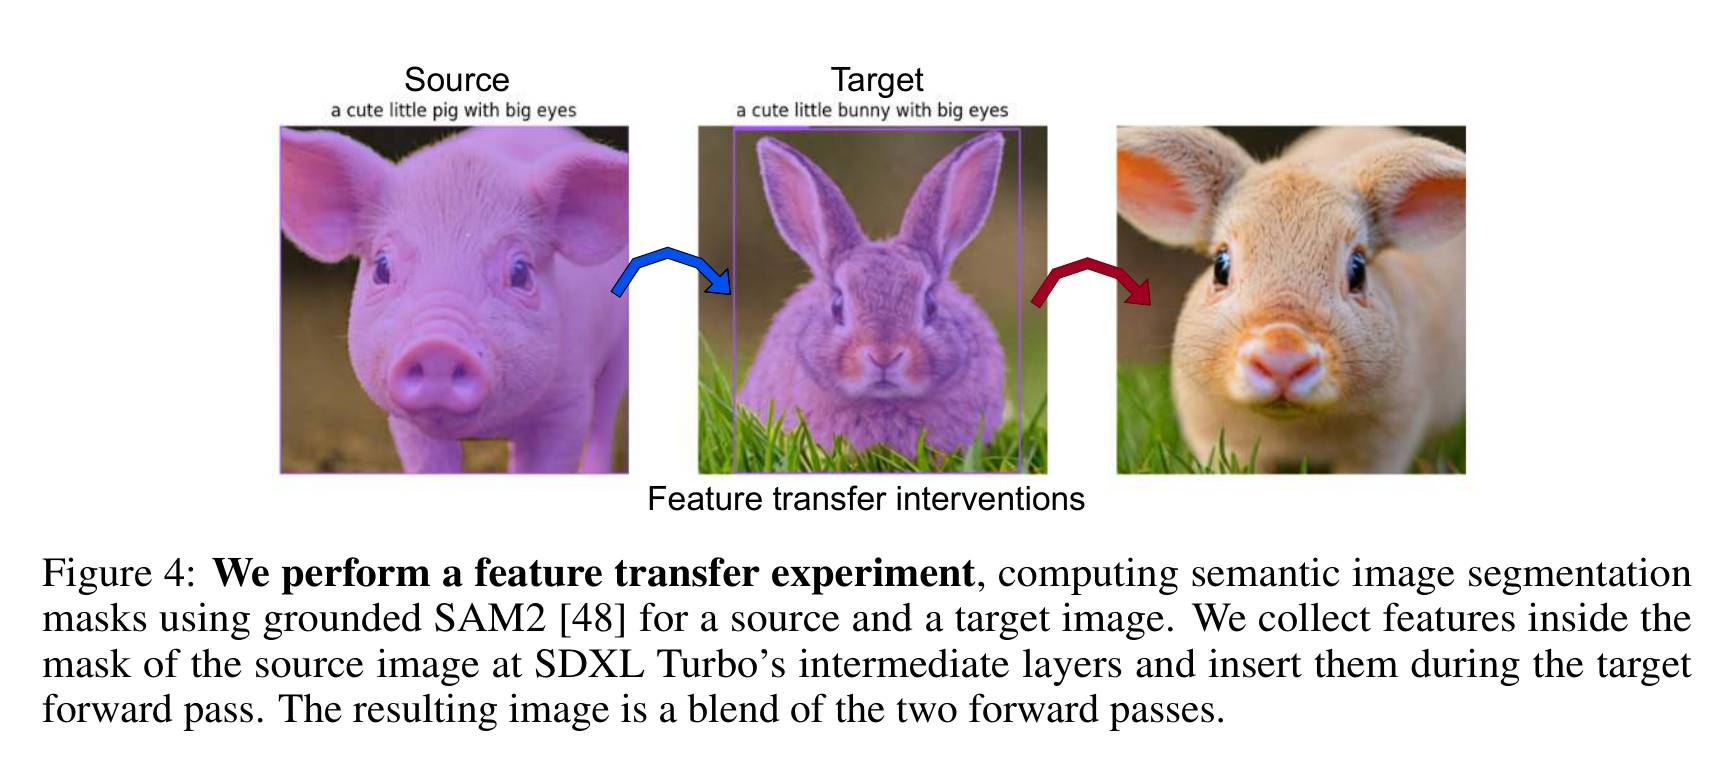 Source
a cute little pig with big eyes
Target
a cute little bunny with big eyes
Feature transfer interventions
Figure 4: We perform a feature transfer experiment, computing semantic image segmentation
masks using grounded SAM2 [48] for a source and a target image. We collect features inside the
mask of the source image at SDXL Turbo’s intermediate layers and insert them during the target
forward pass. The resulting image is a blend of the two forward passes.